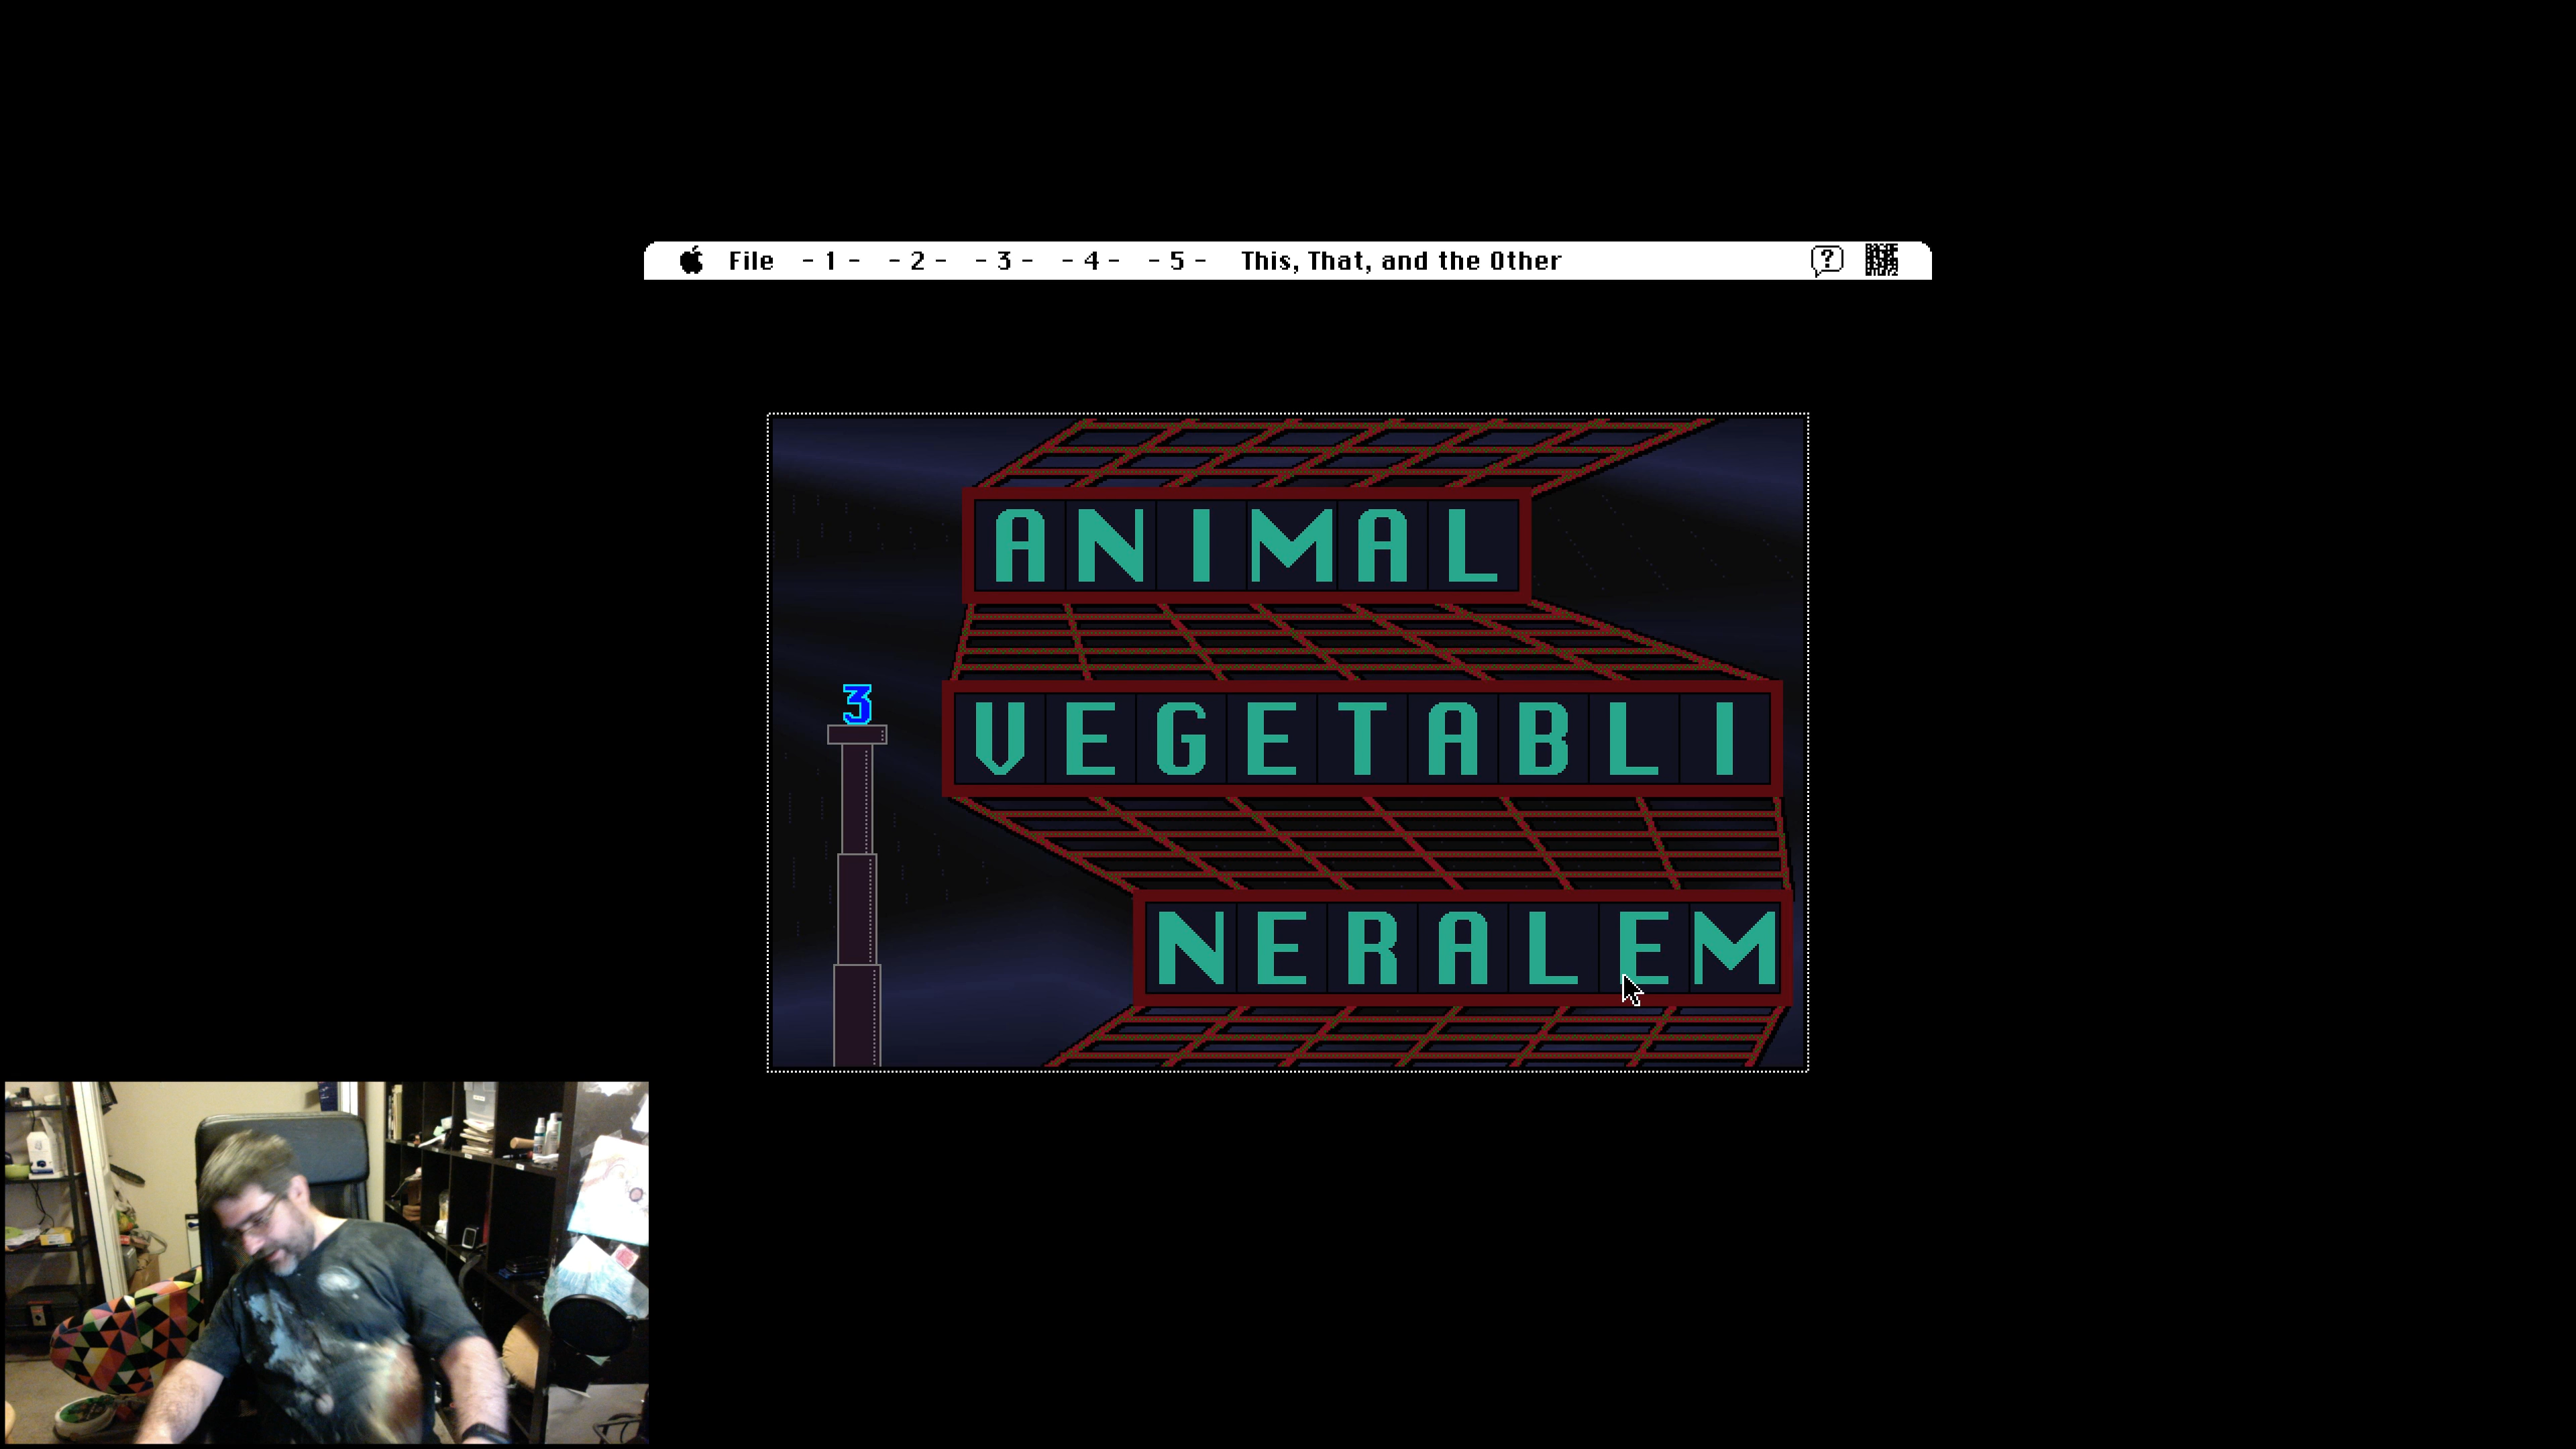 File -1- -2- -3- -4- -5- This, That, and the Other ?
ANIMAL
3
VEGETABLI
NERALEM